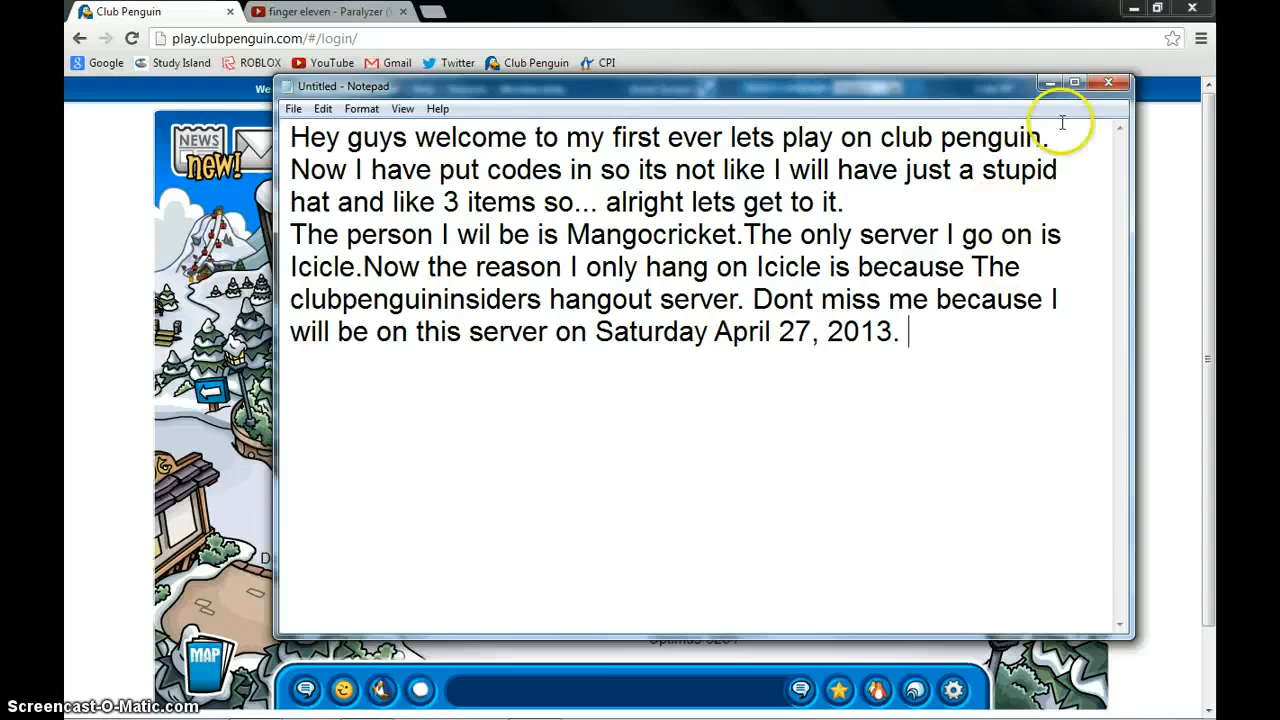 Club Penguin
finger eleven - Paralyzer (
play.clubpenguin.com/#/login/
Google Study Island ROBLOX YouTube Gmail Twitter Club Penguin CPI
We
Untitled - Notepad
File Edit Format View Help
NEWS
new!
Hey guys welcome to my first ever lets play on club penguin.
Now I have put codes in so its not like I will have just a stupid
hat and like 3 items so... alright lets get to it.
The person I wil be is Mangocricket.The only server I go on is
Icicle.Now the reason I only hang on Icicle is because The
clubpenguininsiders hangout server. Dont miss me because I
will be on this server on Saturday April 27, 2013.
D
MAP
Screencast-O-Matic.com